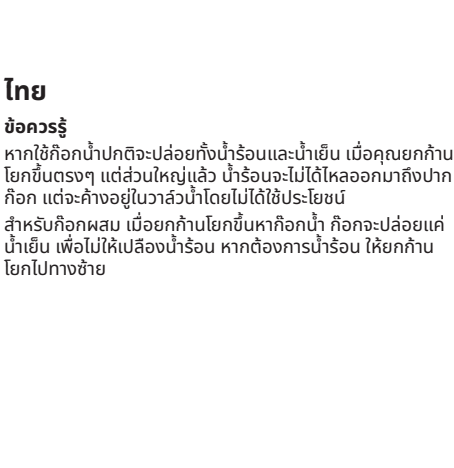 ไทย
ข้อควรรู้
หากใช้ก๊อกน้ำปกติจะปล่อยทั้งน้ำร้อนและน้ำเย็น เมื่อคุณยกก้าน
โยกขึ้นตรงๆ แต่ส่วนใหญ่แล้ว น้ำร้อนจะไม่ได้ไหลออกมาถึงปาก
ก๊อก แต่จะค้างอยู่ในวาล์วน้ำโดยไม่ได้ใช้ประโยชน์
สำหรับก๊อกผสม เมื่อยกก้านโยกขึ้นหาก๊อกน้ำ ก๊อกจะปล่อยแค่
น้ำเย็น เพื่อไม่ให้เปลืองน้ำร้อน หากต้องการน้ำร้อน ให้ยกก้าน
โยกไปทางซ้าย